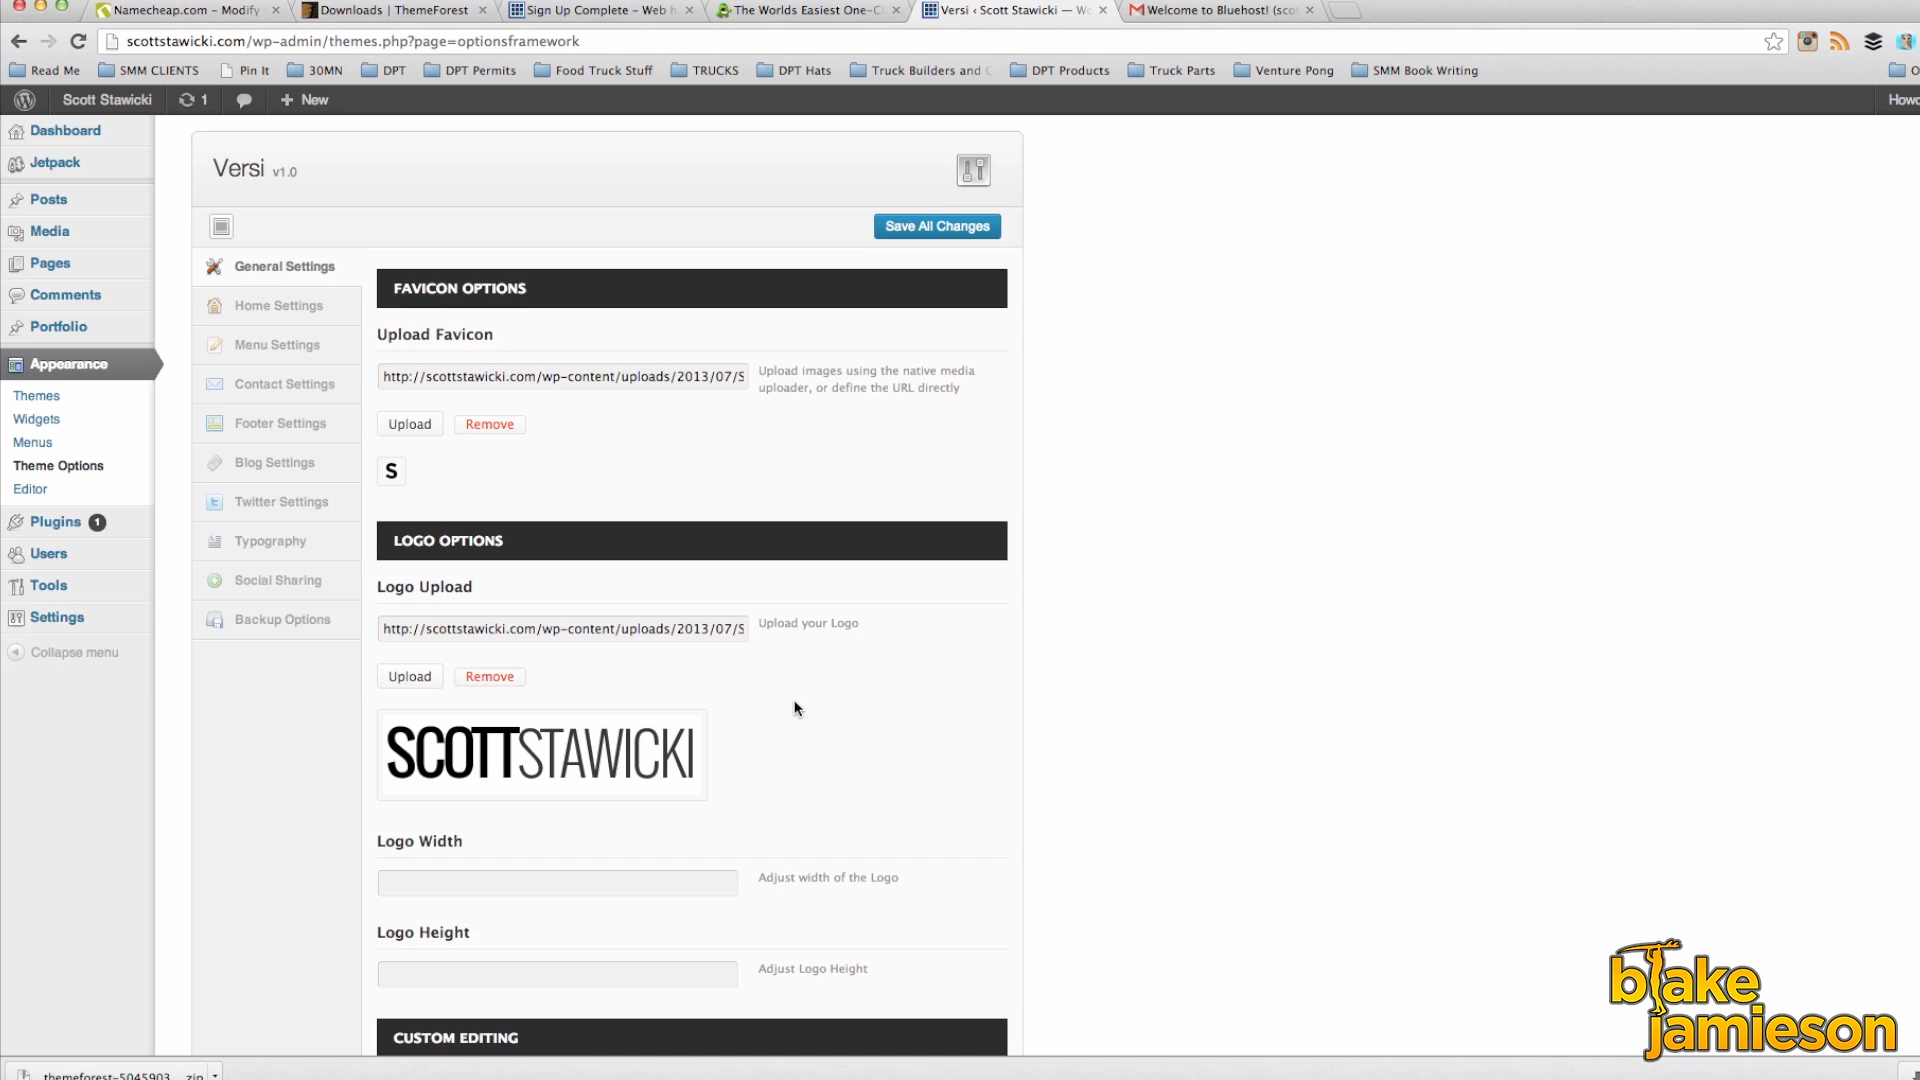 Namecheap.com – Modify
Downloads | ThemeForest
Sign Up Complete – Web h
The Worlds Easiest One-Cl
Versi ‹ Scott Stawicki — Wo
Welcome to Bluehost! (sco
scottstawicki.com/wp-admin/themes.php?page=optionsframework
Read Me
SMM CLIENTS
Pin It
30MN
DPT
DPT Permits
Food Truck Stuff
TRUCKS
DPT Hats
Truck Builders and C
DPT Products
Truck Parts
Venture Pong
SMM Book Writing
Scott Stawicki
1
New
Howd
Dashboard
Jetpack
Posts
Media
Pages
Comments
Portfolio
Appearance
Themes
Widgets
Menus
Theme Options
Editor
Plugins 1
Users
Tools
Settings
Collapse menu
Versi v1.0
Save All Changes
General Settings
Home Settings
Menu Settings
Contact Settings
Footer Settings
Blog Settings
Twitter Settings
Typography
Social Sharing
Backup Options
FAVICON OPTIONS
Upload Favicon
http://scottstawicki.com/wp-content/uploads/2013/07/S
Upload images using the native media
uploader, or define the URL directly
Upload
Remove
S
LOGO OPTIONS
Logo Upload
http://scottstawicki.com/wp-content/uploads/2013/07/S
Upload your Logo
Upload
Remove
SCOTTSTAWICKI
Logo Width
Adjust width of the Logo
Logo Height
Adjust Logo Height
CUSTOM EDITING
blake
jamieson
themeforest-5045903....zip